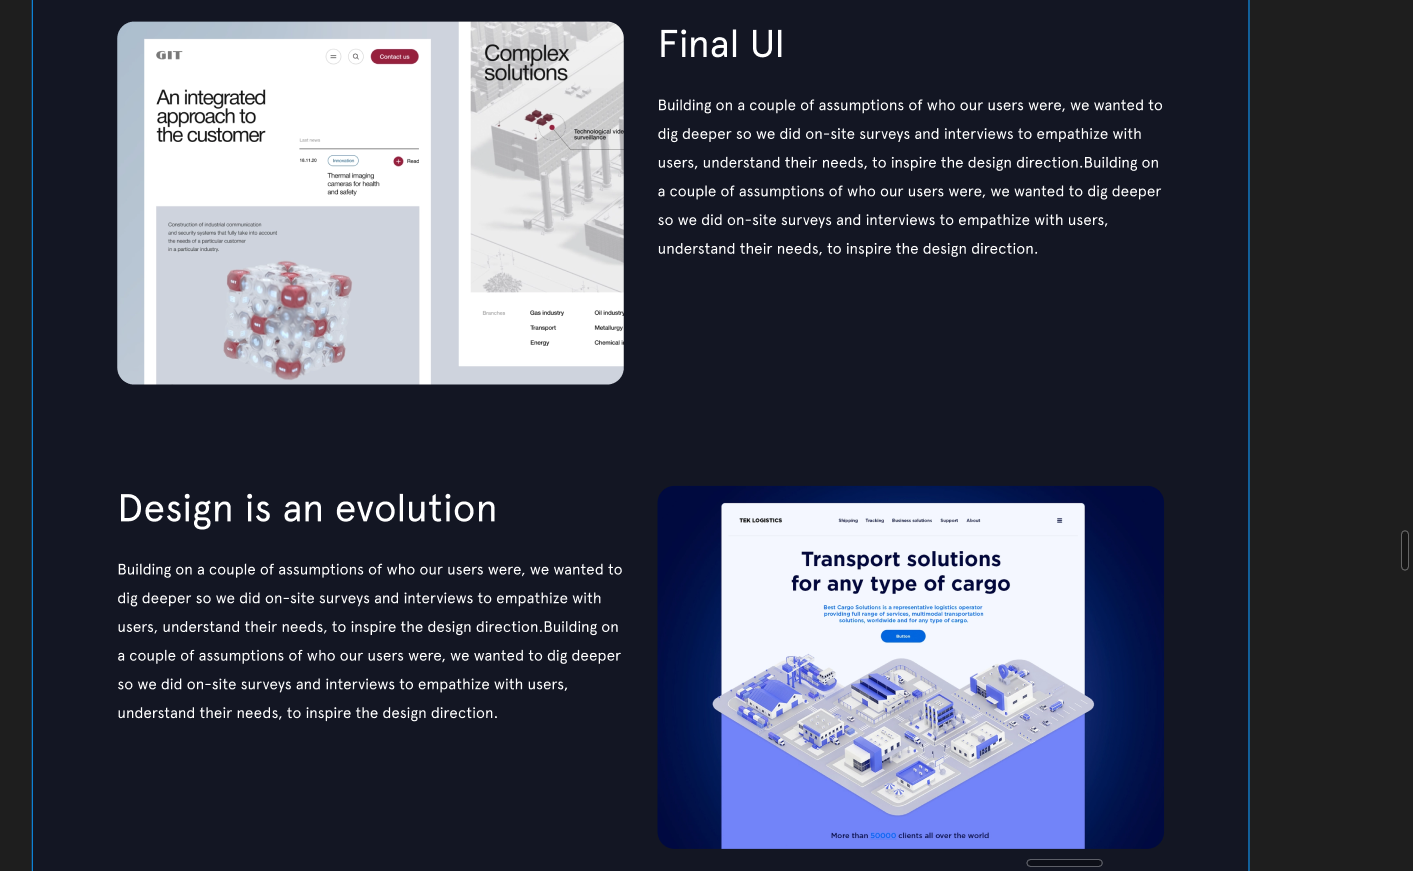 GIT
Contact us
An integrated
approach to
the customer
Last news
18.11.20
Innovation
Read
Thermal imaging
cameras for health
and safety
Construction of industrial communication
and security systems that fully take into account
the needs of a particular customer
in a particular industry.
Complex
solutions
Technological vide
surveillance
Branches
Gas industry
Oil industry
Transport
Metallurgy
Energy
Chemical i
Final UI
Building on a couple of assumptions of who our users were, we wanted to
dig deeper so we did on-site surveys and interviews to empathize with
users, understand their needs, to inspire the design direction.Building on
a couple of assumptions of who our users were, we wanted to dig deeper
so we did on-site surveys and interviews to empathize with users,
understand their needs, to inspire the design direction.
Design is an evolution
Building on a couple of assumptions of who our users were, we wanted to
dig deeper so we did on-site surveys and interviews to empathize with
users, understand their needs, to inspire the design direction.Building on
a couple of assumptions of who our users were, we wanted to dig deeper
so we did on-site surveys and interviews to empathize with users,
understand their needs, to inspire the design direction.
TEK LOGISTICS
Shipping Tracking Business solutions Support About
Transport solutions
for any type of cargo
Best Cargo Solutions is a representative logistics operator
providing full range of services, multimodal transportation
solutions, worldwide and for any type of cargo.
Button
More than 50000 clients all over the world